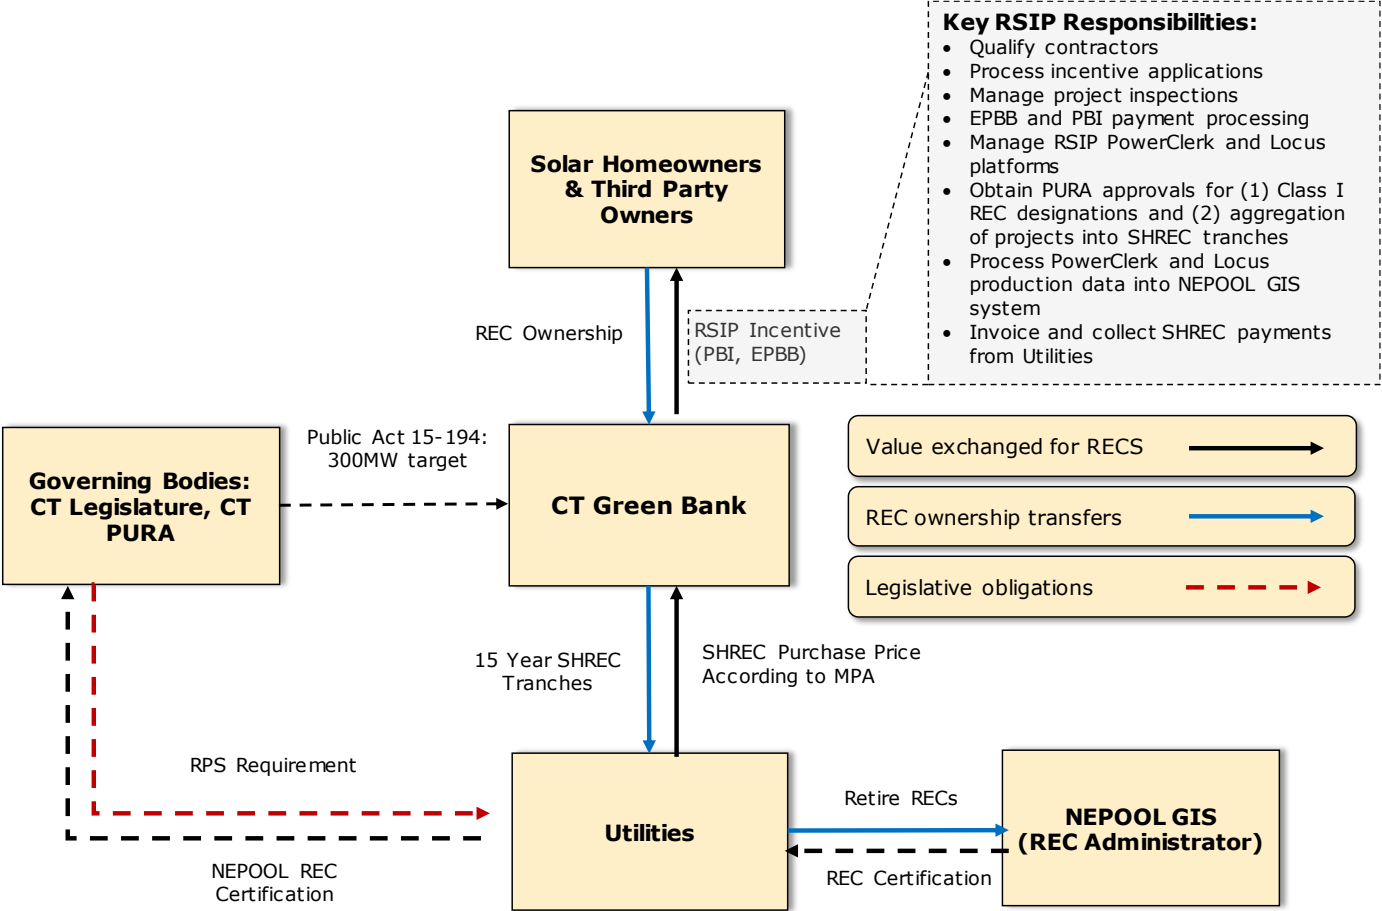 Key RSIP Responsibilities:
• Qualify contractors
• Process incentive applications
• Manage project inspections
• EPBB and PBI payment processing
• Manage RSIP PowerClerk and Locus
platforms
• Obtain PURA approvals for (1) Class I
REC designations and (2) aggregation
of projects into SHREC tranches
• Process PowerClerk and Locus
production data into NEPOOL GIS
system
• Invoice and collect SHREC payments
from Utilities
Solar Homeowners
& Third Party
Owners
REC Ownership
RSIP Incentive
(PBI, EPBB)
Public Act 15-194:
300MW target
Governing Bodies:
CT Legislature, CT
PURA
CT Green Bank
Value exchanged for RECS
REC ownership transfers
Legislative obligations
15 Year SHREC
Tranches
SHREC Purchase Price
According to MPA
RPS Requirement
NEPOOL REC
Certification
Utilities
Retire RECs
REC Certification
NEPOOL GIS
(REC Administrator)